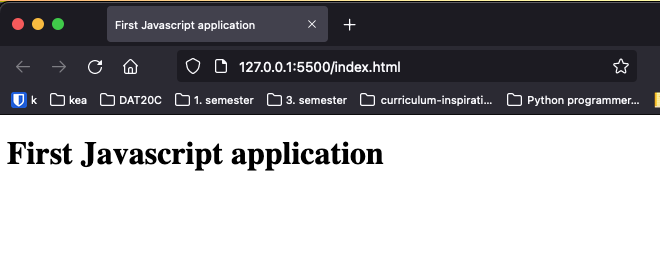 First Javascript application
127.0.0.1:5500/index.html
k kea DAT20C 1. semester 3. semester curriculum-inspirati... Python programmer...
First Javascript application